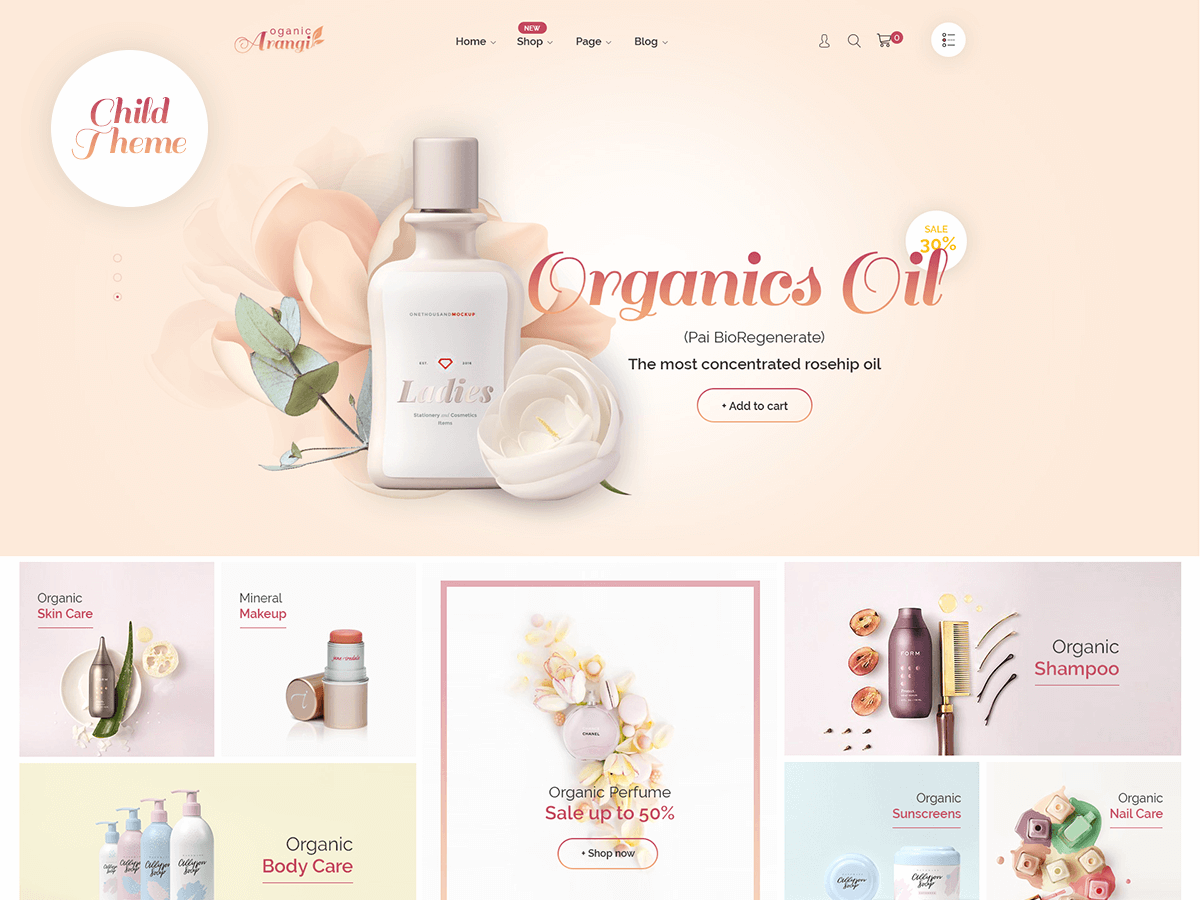 oganic
Arangi
Home
NEW
Shop
Page
Blog
0
Child
Theme
SALE
30%
Organics Oil
(Pai BioRegenerate)
The most concentrated rosehip oil
+ Add to cart
ONETHOUSANDMOCKUP
EST.
Ladies
Stationery and Cosmetics
Items
Organic
Skin Care
Mineral
Makeup
jane iredale
CHANEL
Organic Perfume
Sale up to 50%
+ Shop now
FORM
Organic
Shampoo
Organic
Body Care
Organic
Sunscreens
Organic
Nail Care